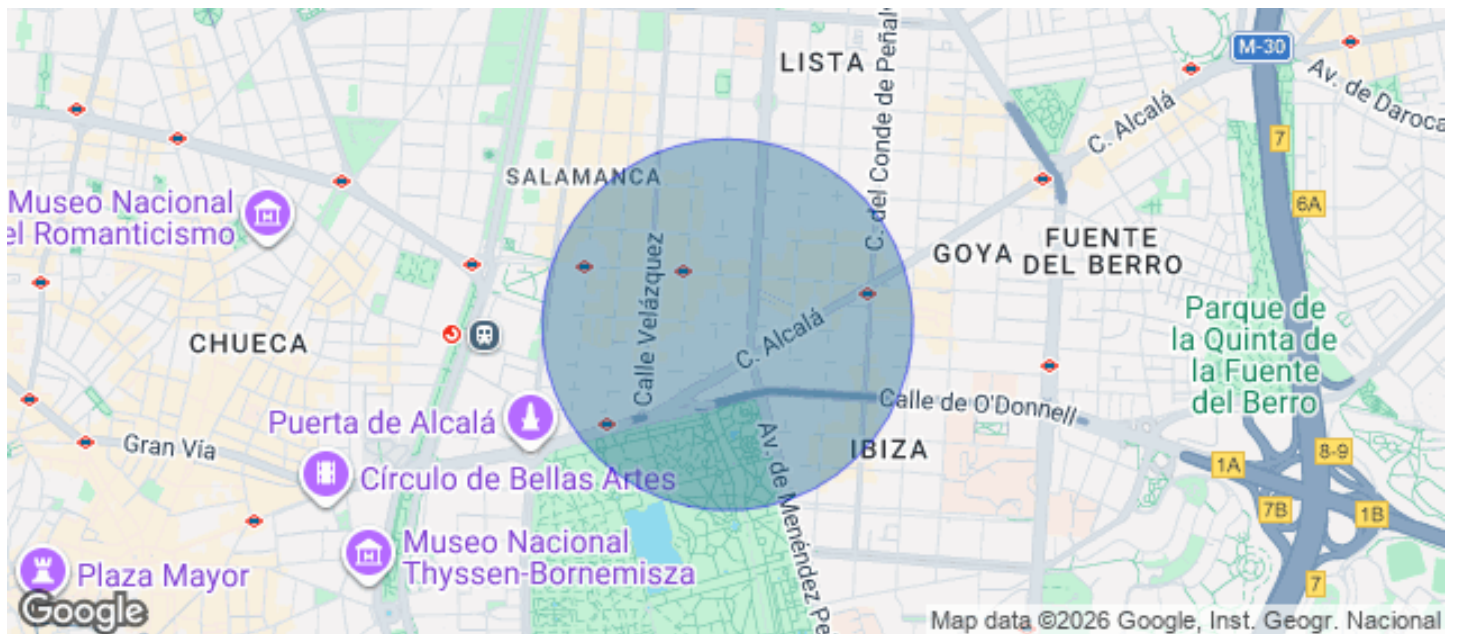 LISTA
C. del Conde de Peñalv
M-30
Av. de Daroca
C. Alcalá
7
SALAMANCA
6A
Museo Nacional
el Romanticismo
Calle Velázquez
GOYA
FUENTE
DEL BERRO
CHUECA
C. Alcalá
Parque de
la Quinta de
la Fuente
del Berro
Puerta de Alcalá
Calle de O'Donnell
Gran Vía
Av. de Menéndez Pe
IBIZA
1A
8-9
Círculo de Bellas Artes
7B
1B
Museo Nacional
Thyssen-Bornemisza
Plaza Mayor
7
Google
Map data ©2026 Google, Inst. Geogr. Nacional